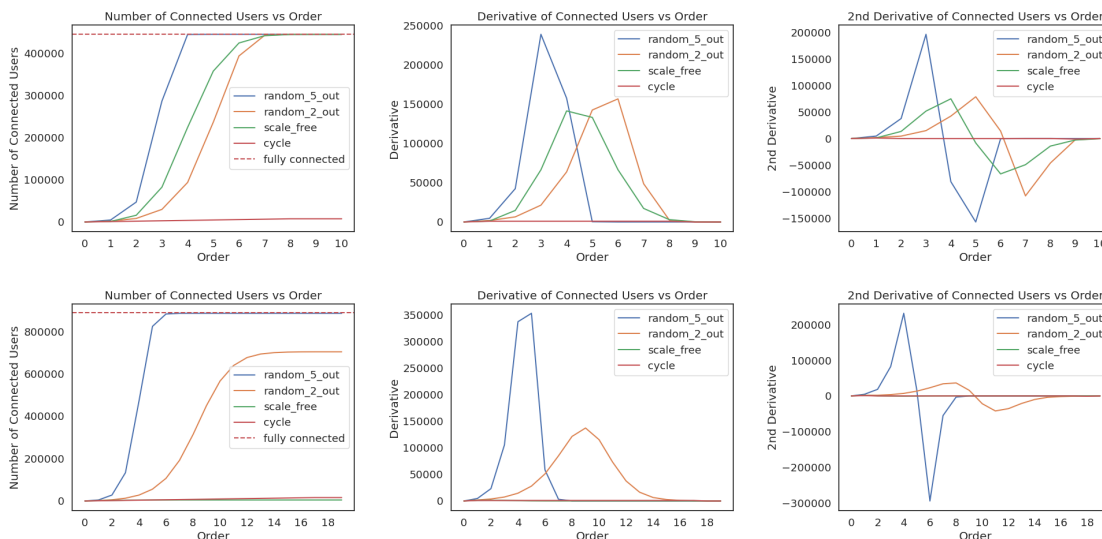 Number of Connected Users vs Order
Number of Connected Users
400000
300000
200000
100000
0
random_5_out
random_2_out
scale_free
cycle
fully connected
0 1 2 3 4 5 6 7 8 9 10
Order
Derivative of Connected Users vs Order
Derivative
250000
200000
150000
100000
50000
0
random_5_out
random_2_out
scale_free
cycle
0 1 2 3 4 5 6 7 8 9 10
Order
2nd Derivative of Connected Users vs Order
2nd Derivative
200000
150000
100000
50000
0
−50000
−100000
−150000
random_5_out
random_2_out
scale_free
cycle
0 1 2 3 4 5 6 7 8 9 10
Order
Number of Connected Users vs Order
Number of Connected Users
800000
600000
400000
200000
0
random_5_out
random_2_out
scale_free
cycle
fully connected
0 2 4 6 8 10 12 14 16 18
Order
Derivative of Connected Users vs Order
Derivative
350000
300000
250000
200000
150000
100000
50000
0
random_5_out
random_2_out
scale_free
cycle
0 2 4 6 8 10 12 14 16 18
Order
2nd Derivative of Connected Users vs Order
2nd Derivative
200000
100000
0
−100000
−200000
−300000
random_5_out
random_2_out
scale_free
cycle
0 2 4 6 8 10 12 14 16 18
Order